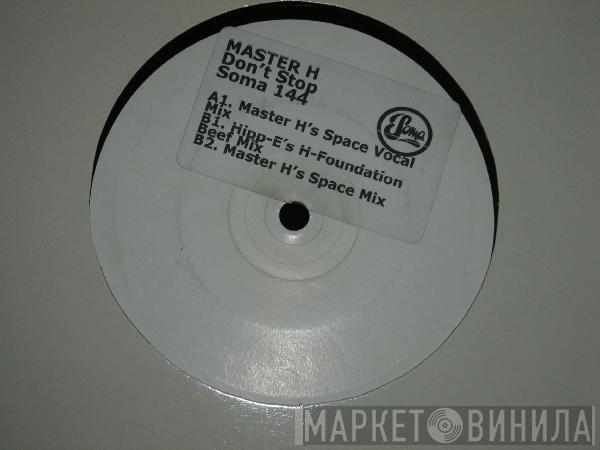 MASTER H
Don't Stop
Soma 144
A1. Master H's Space Vocal
Mix
B1. Hipp-E's H-Foundation
Beef Mix
B2. Master H's Space Mix
Soma
МАРКЕТ ВИНИЛА